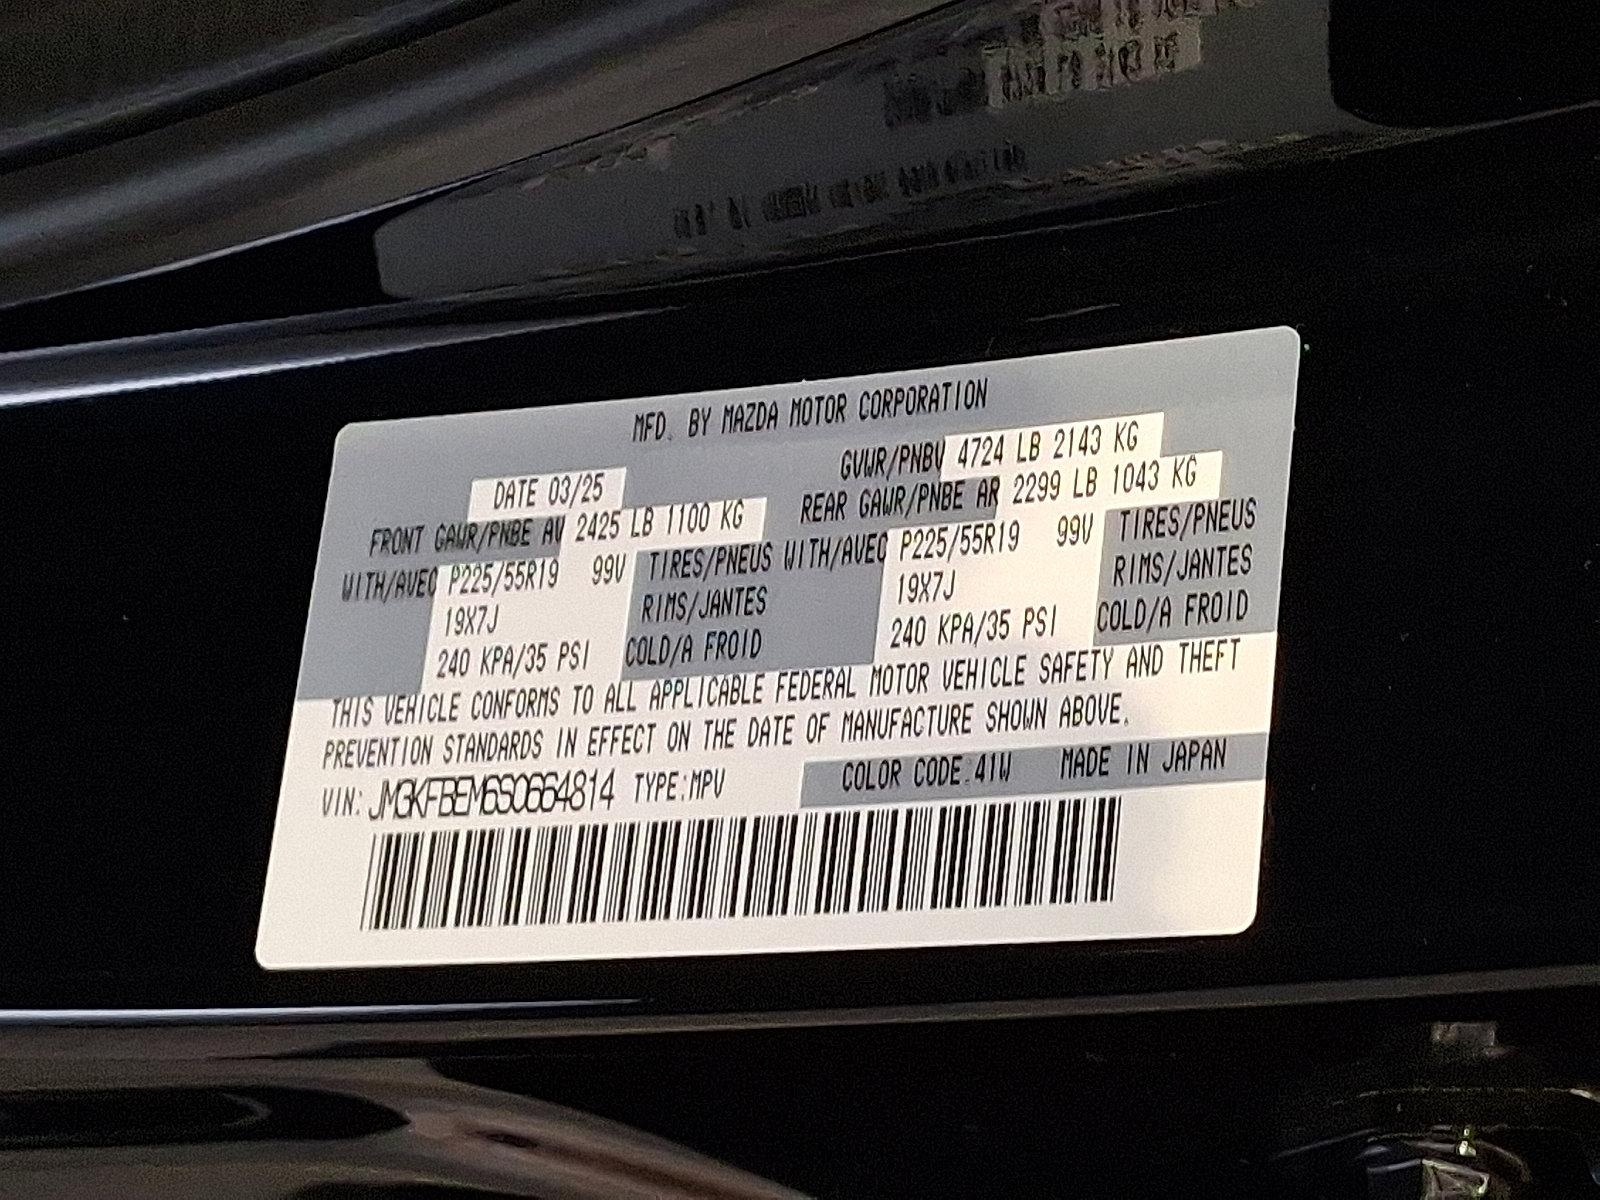 MFD. BY MAZDA MOTOR CORPORATION
DATE 03/25 GVWR/PNBV 4724 LB 2143 KG
FRONT GAWR/PNBE AV 2425 LB 1100 KG REAR GAWR/PNBE AR 2299 LB 1043 KG
WITH/AVEC P225/55R19 99V TIRES/PNEUS WITH/AVEC P225/55R19 99V TIRES/PNEUS
19X7J RIMS/JANTES 19X7J RIMS/JANTES
240 KPA/35 PSI COLD/A FROID 240 KPA/35 PSI COLD/A FROID
THIS VEHICLE CONFORMS TO ALL APPLICABLE FEDERAL MOTOR VEHICLE SAFETY AND THEFT
PREVENTION STANDARDS IN EFFECT ON THE DATE OF MANUFACTURE SHOWN ABOVE.
VIN: JM3KFBEM6S0664814 TYPE:MPV COLOR CODE:41W MADE IN JAPAN